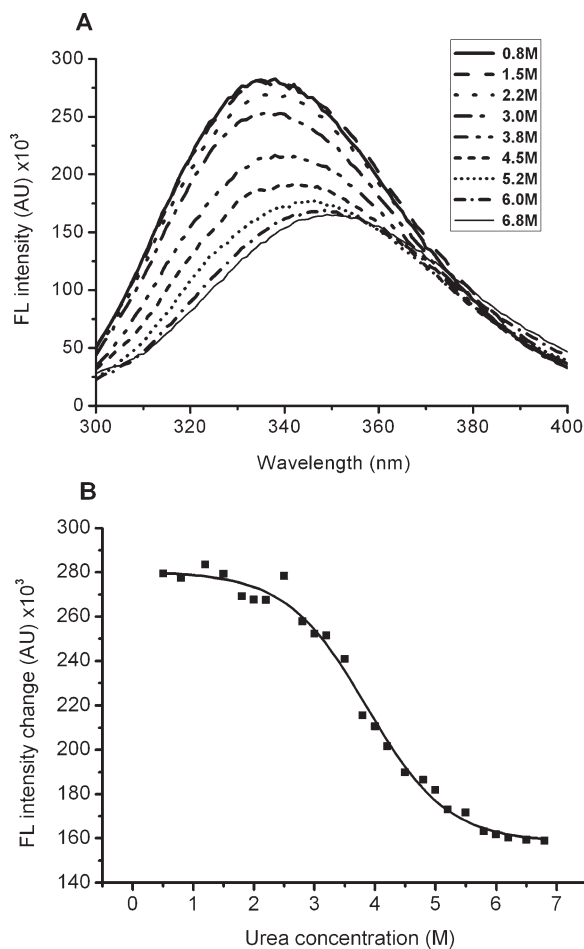 A
300
250
200
150
100
50
0
FL intensity (AU) x10³
0.8M
1.5M
2.2M
3.0M
3.8M
4.5M
5.2M
6.0M
6.8M
300 320 340 360 380 400
Wavelength (nm)
B
300
280
260
240
220
200
180
160
140
FL intensity change (AU) x10³
0 1 2 3 4 5 6 7
Urea concentration (M)